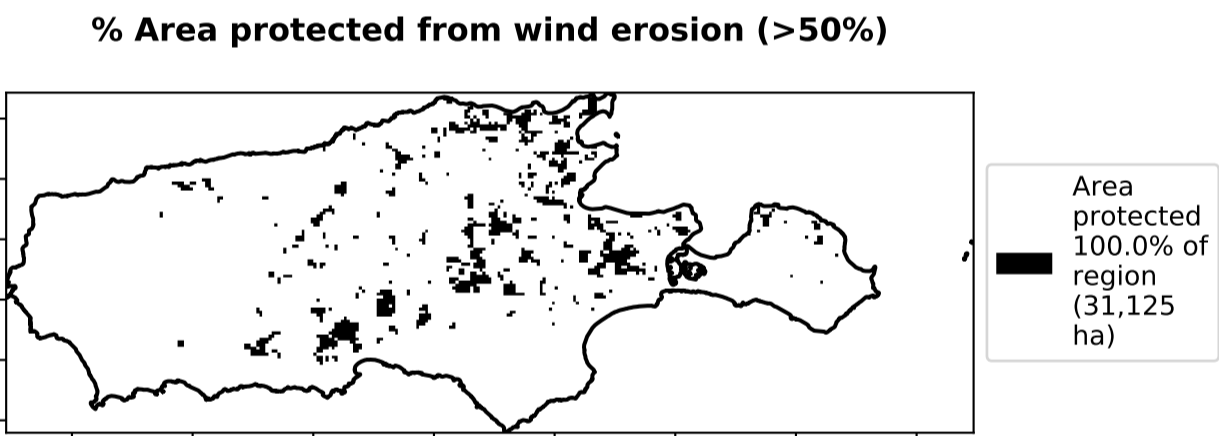 % Area protected from wind erosion (>50%)
Area
protected
100.0% of
region
(31,125
ha)